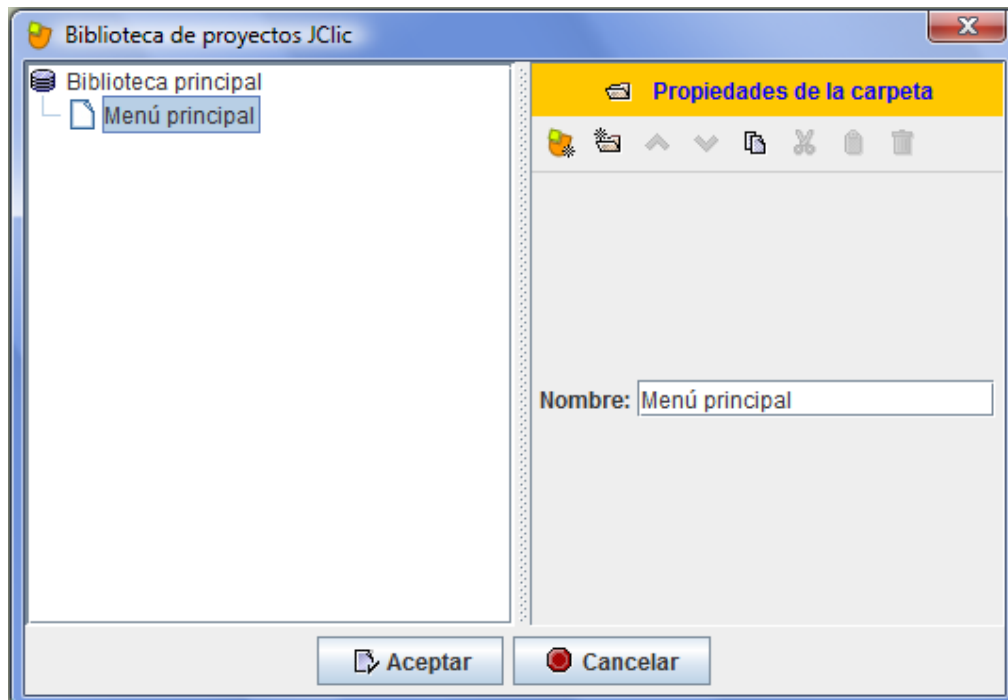 Biblioteca de proyectos JClic
Biblioteca principal
Menú principal
Propiedades de la carpeta
Nombre: Menú principal
Aceptar Cancelar